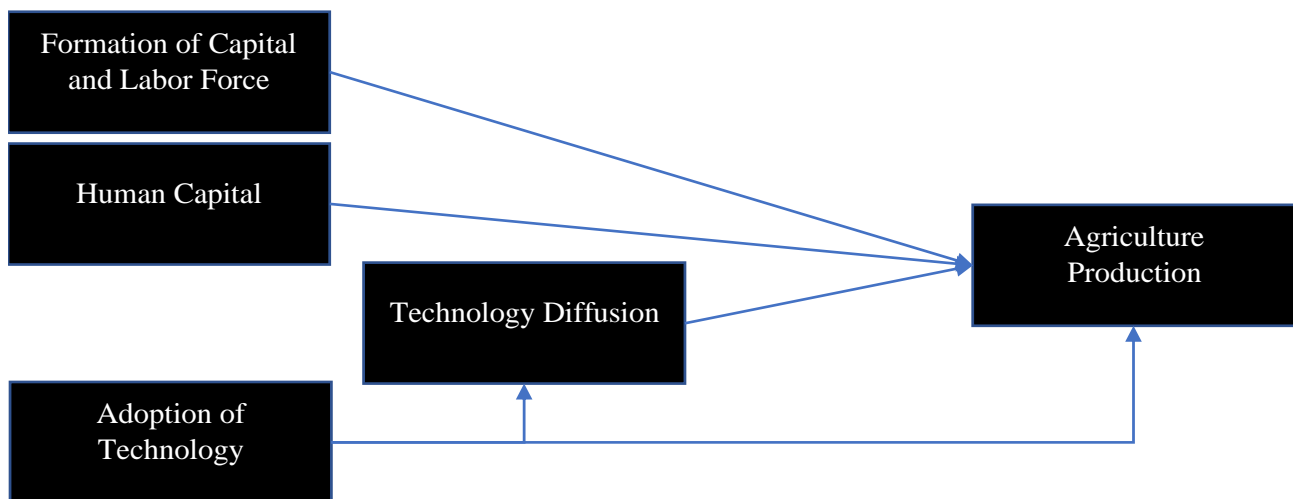 Formation of Capital
and Labor Force
Human Capital
Agriculture
Production
Technology Diffusion
Adoption of
Technology